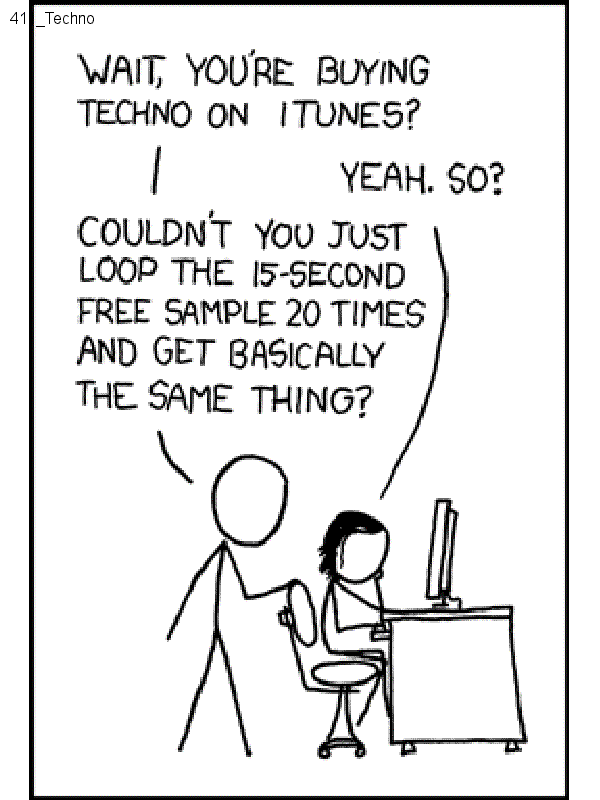 41 _Techno
WAIT, YOU'RE BUYING
TECHNO ON ITUNES?
YEAH. SO?
COULDN'T YOU JUST
LOOP THE 15-SECOND
FREE SAMPLE 20 TIMES
AND GET BASICALLY
THE SAME THING?